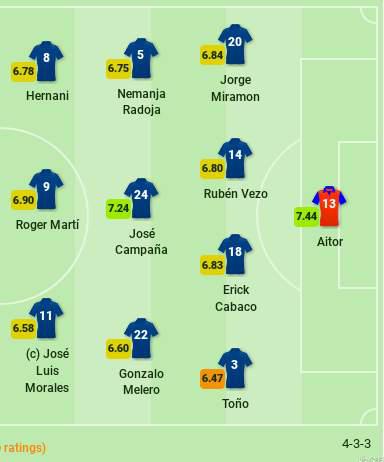 20
6.84
Jorge
Miramon
5
6.75
Nemanja
Radoja
8
6.78
Hernani
14
6.80
Rubén Vezo
9
6.90
Roger Martí
24
7.24
José
Campaña
13
7.44
Aitor
18
6.83
Erick
Cabaco
11
6.58
(c) José
Luis
Morales
22
6.60
Gonzalo
Melero
3
6.47
Toño
4-3-3
ratings)